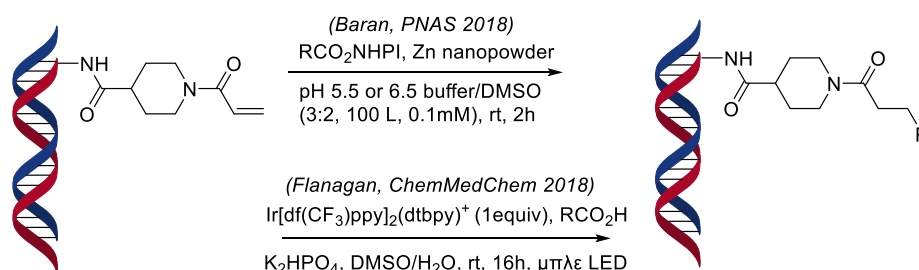 (Baran, PNAS 2018)
RCO2NHPI, Zn nanopowder
pH 5.5 or 6.5 buffer/DMSO
(3:2, 100 L, 0.1mM), rt, 2h
NH
O
N
O
NH
O
N
O
(Flanagan, ChemMedChem 2018)
Ir[df(CF3)ppy]2(dtbpy)+ (1equiv), RCO2H
K2HPO4, DMSO/H2O, rt, 16h, μπλε LED